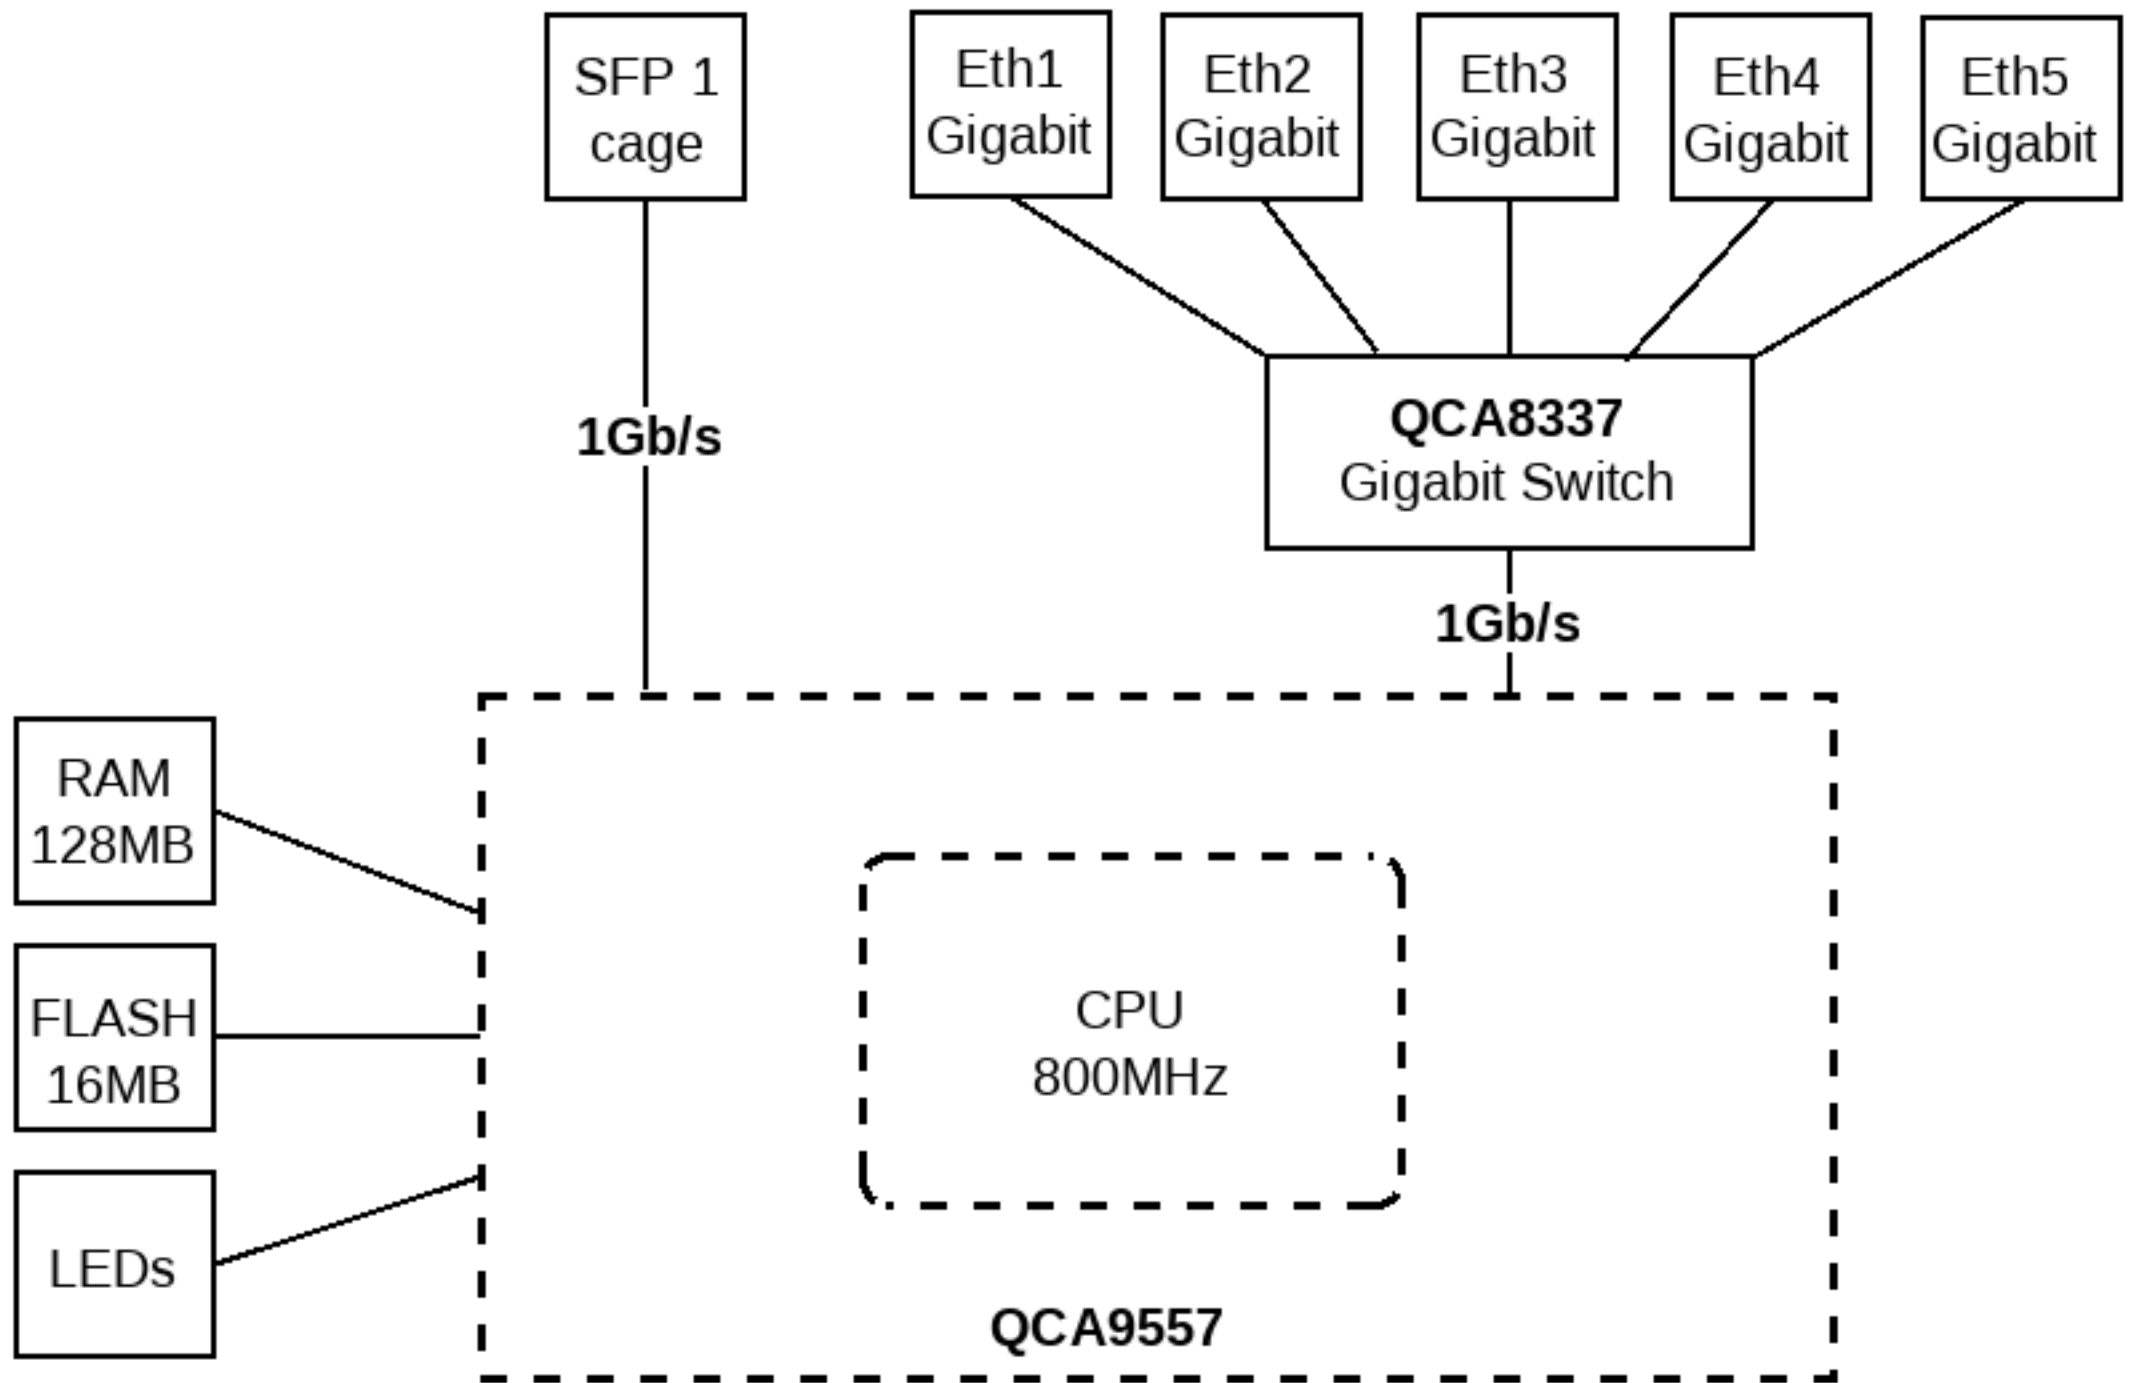 SFP 1
cage
Eth1
Gigabit
Eth2
Gigabit
Eth3
Gigabit
Eth4
Gigabit
Eth5
Gigabit
1Gb/s
QCA8337
Gigabit Switch
1Gb/s
RAM
128MB
FLASH
16MB
LEDs
CPU
800MHz
QCA9557